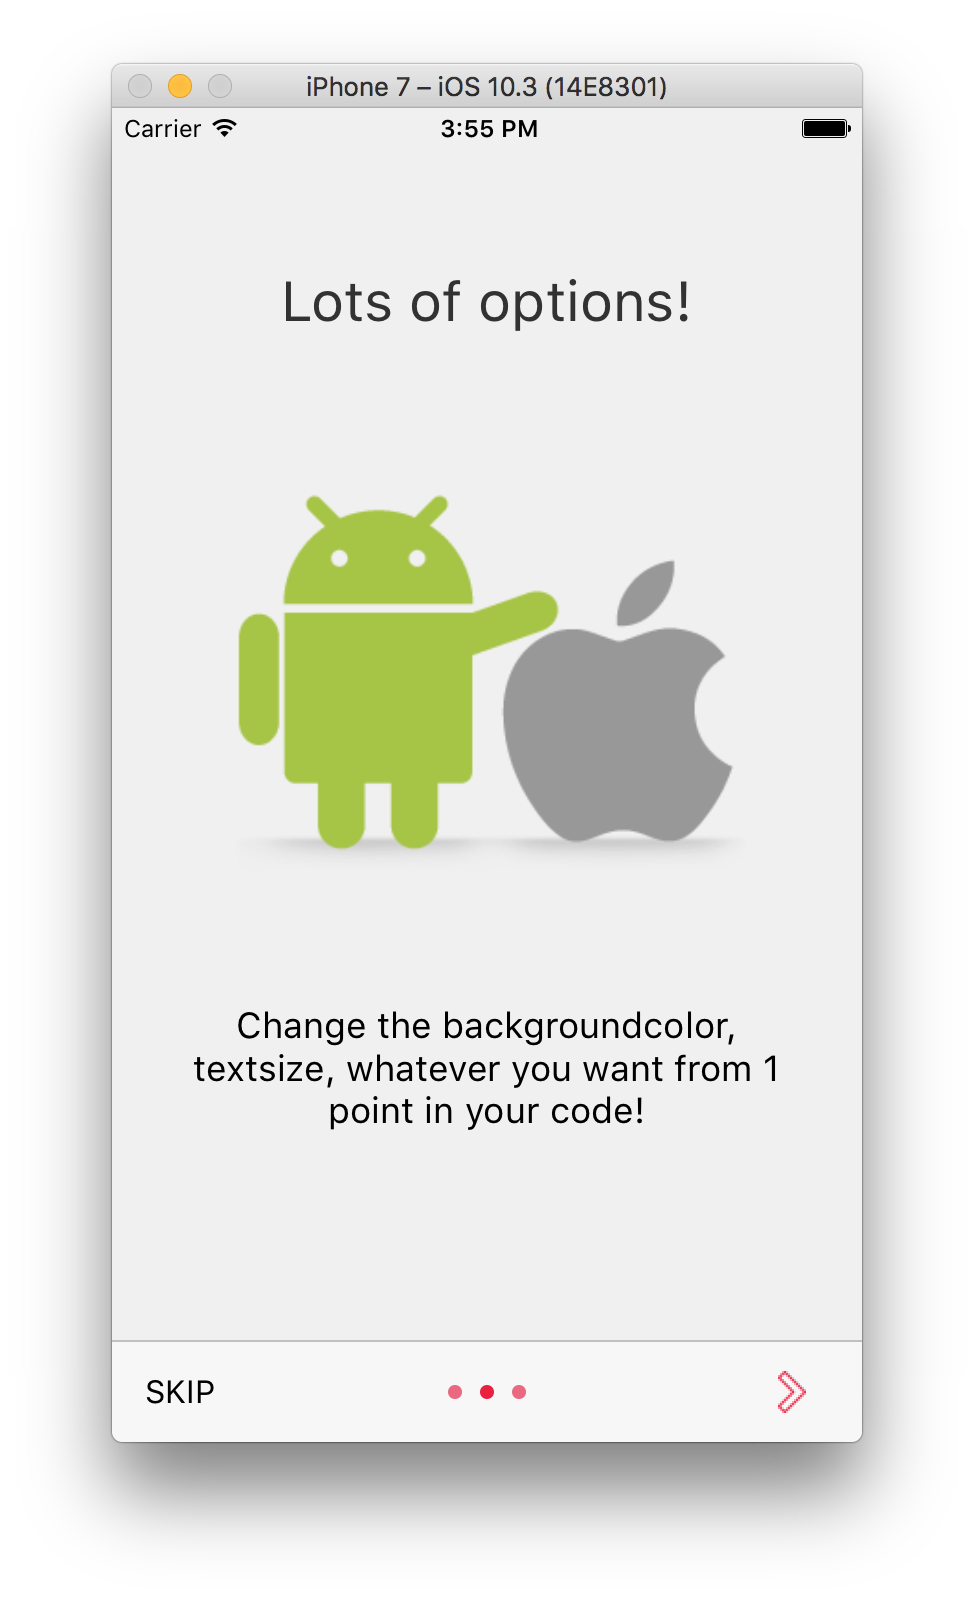 iPhone 7 – iOS 10.3 (14E8301)
Carrier 3:55 PM
Lots of options!
Change the backgroundcolor,
textsize, whatever you want from 1
point in your code!
SKIP